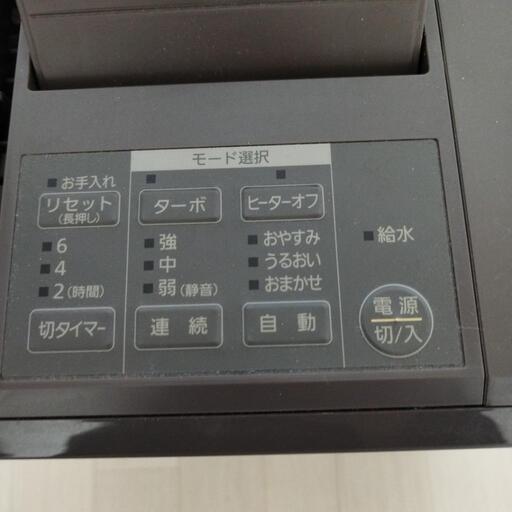 モード選択
お手入れ
リセット
(長押し)
ターボ
ヒーターオフ
6
4
2(時間)
強
中
弱(静音)
おやすみ
うるおい
おまかせ
給水
切タイマー
連続
自動
電源
切/入